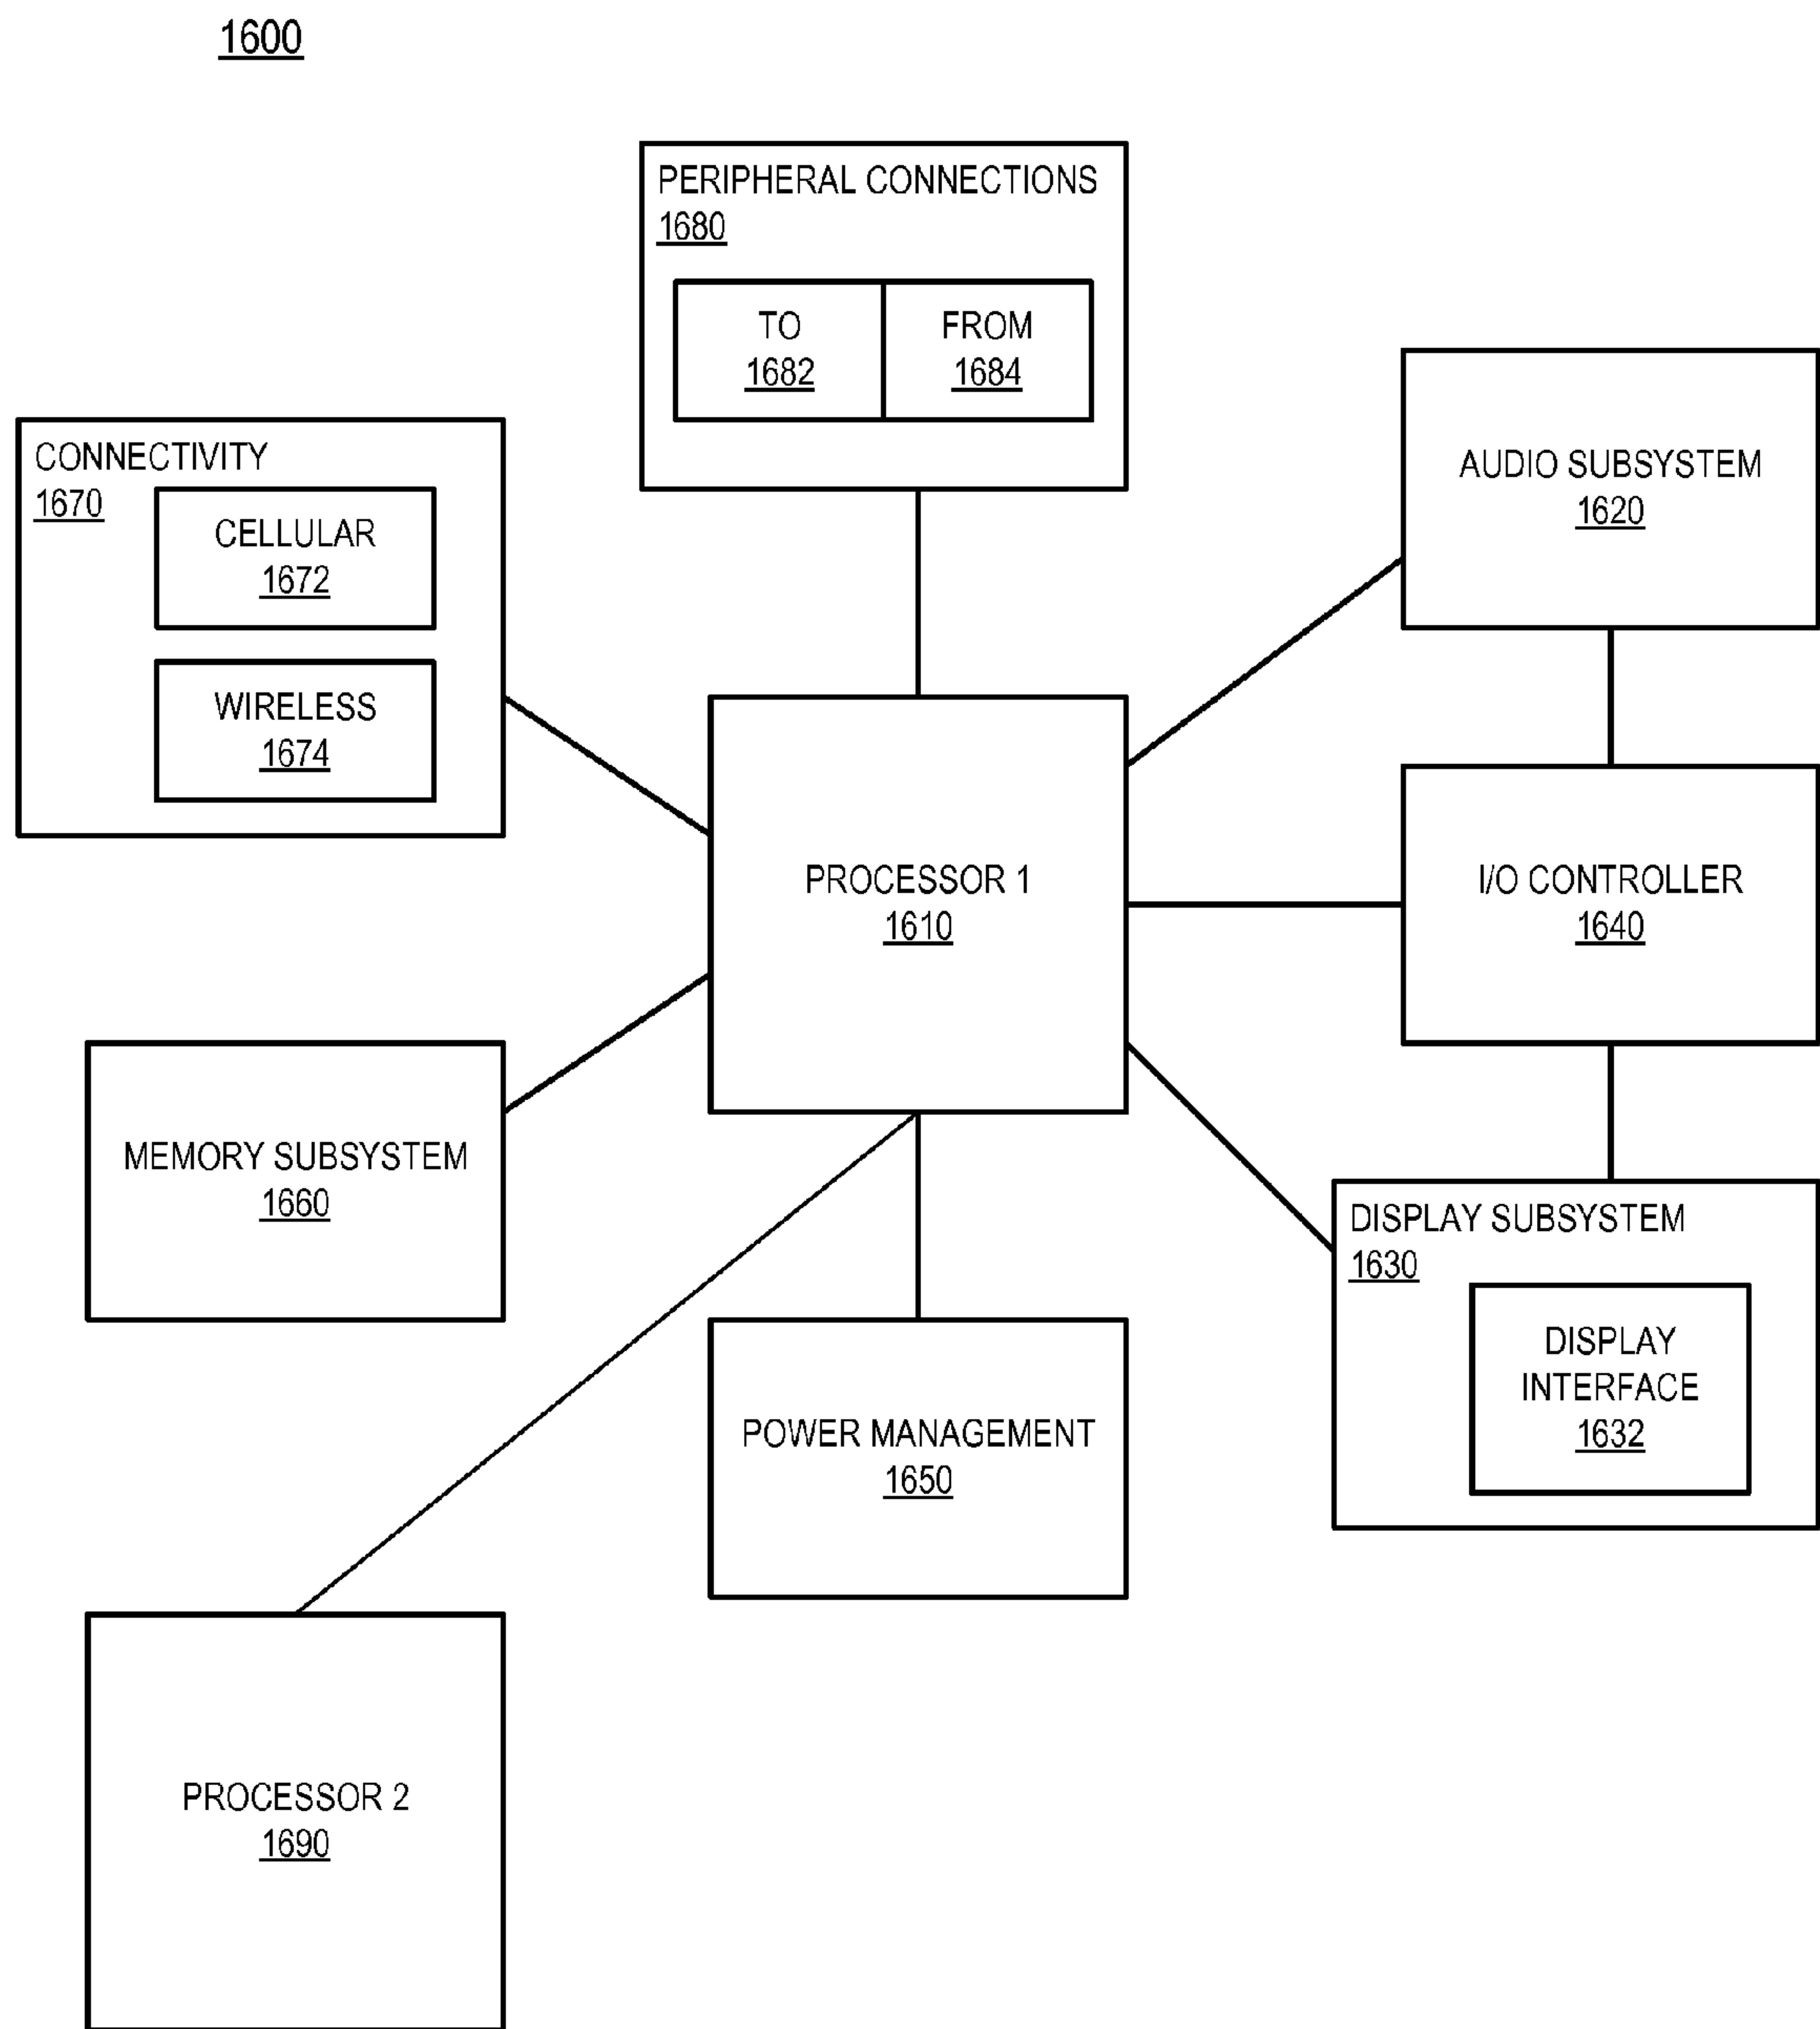 1600
PERIPHERAL CONNECTIONS
1680
TO
1682
FROM
1684
CONNECTIVITY
1670
CELLULAR
1672
WIRELESS
1674
AUDIO SUBSYSTEM
1620
PROCESSOR 1
1610
I/O CONTROLLER
1640
MEMORY SUBSYSTEM
1660
DISPLAY SUBSYSTEM
1630
DISPLAY
INTERFACE
1632
POWER MANAGEMENT
1650
PROCESSOR 2
1690